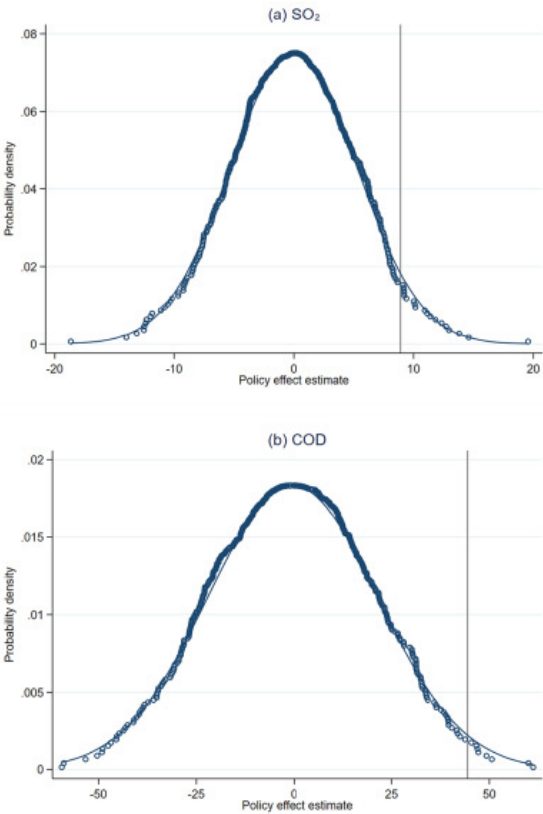 (a) SO₂
.08
.06
.04
.02
0
Probability density
-20 -10 0 10 20
Policy effect estimate
(b) COD
.02
.015
.01
.005
0
Probability density
-50 -25 0 25 50
Policy effect estimate